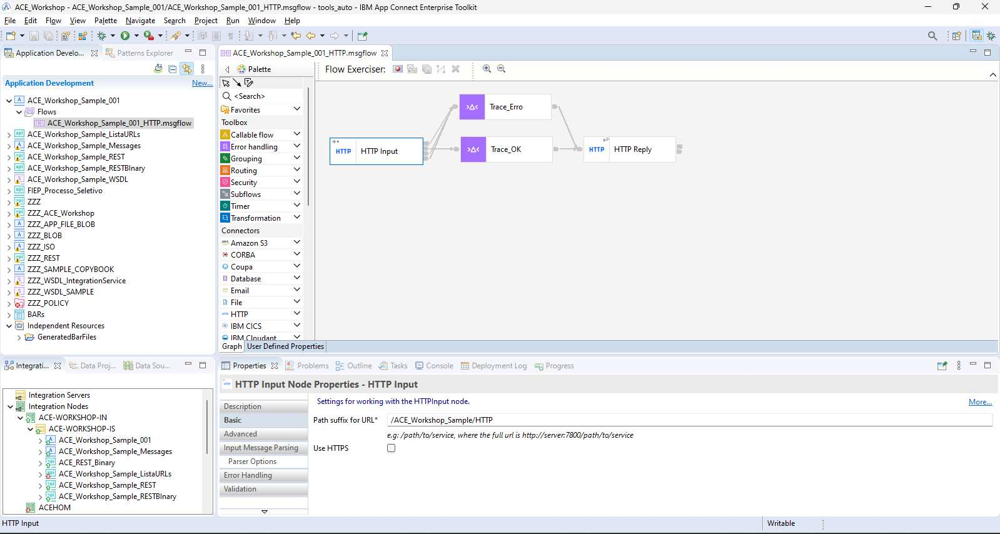 ACE_Workshop - ACE_Workshop_Sample_001/ACE_Workshop_Sample_001_HTTP.msgflow - tools_auto - IBM App Connect Enterprise Toolkit
File Edit Flow View Palette Navigate Search Project Run Window Help
Application Develo... Patterns Explorer
Application Development New...
ACE_Workshop_Sample_001
Flows
ACE_Workshop_Sample_001_HTTP.msgflow
ACE_Workshop_Sample_ListaURLs
ACE_Workshop_Sample_Messages
ACE_Workshop_Sample_REST
ACE_Workshop_Sample_RESTBInary
ACE_Workshop_Sample_WSDL
FIEP_Processo_Seletivo
ZZZ
ZZZ_ACE_Workshop
ZZZ_APP_FILE_BLOB
ZZZ_BLOB
ZZZ_ISO
ZZZ_REST
ZZZ_SAMPLE_COPYBOOK
ZZZ_WSDL_IntegrationService
ZZZ_WSDL_SAMPLE
ZZZ_POLICY
BARs
Independent Resources
GeneratedBarFiles
ACE_Workshop_Sample_001_HTTP.msgflow
Palette
<Search>
Favorites
Toolbox
Callable flow
Error handling
Grouping
Routing
Security
Subflows
Timer
Transformation
Connectors
Amazon S3
CORBA
Coupa
Database
Email
File
HTTP
IBM CICS
IBM Cloudant
Flow Exerciser:
Trace_Erro
HTTP HTTP Input
Trace_OK
HTTP HTTP Reply
Graph User Defined Properties
Integrati... Data Proj... Data Sou...
Integration Servers
Integration Nodes
ACE-WORKSHOP-IN
ACE-WORKSHOP-IS
ACE_Workshop_Sample_001
ACE_Workshop_Sample_Messages
ACE_REST_Binary
ACE_Workshop_Sample_ListaURLs
ACE_Workshop_Sample_REST
ACE_Workshop_Sample_RESTBInary
ACEHOM
Properties Problems Outline Tasks Console Deployment Log Progress
HTTP Input Node Properties - HTTP Input
Description
Basic
Advanced
Input Message Parsing
Parser Options
Error Handling
Validation
Settings for working with the HTTPInput node. More...
Path suffix for URL* /ACE_Workshop_Sample/HTTP
e.g: /path/to/service, where the full url is http://server:7800/path/to/service
Use HTTPS
HTTP Input Writable